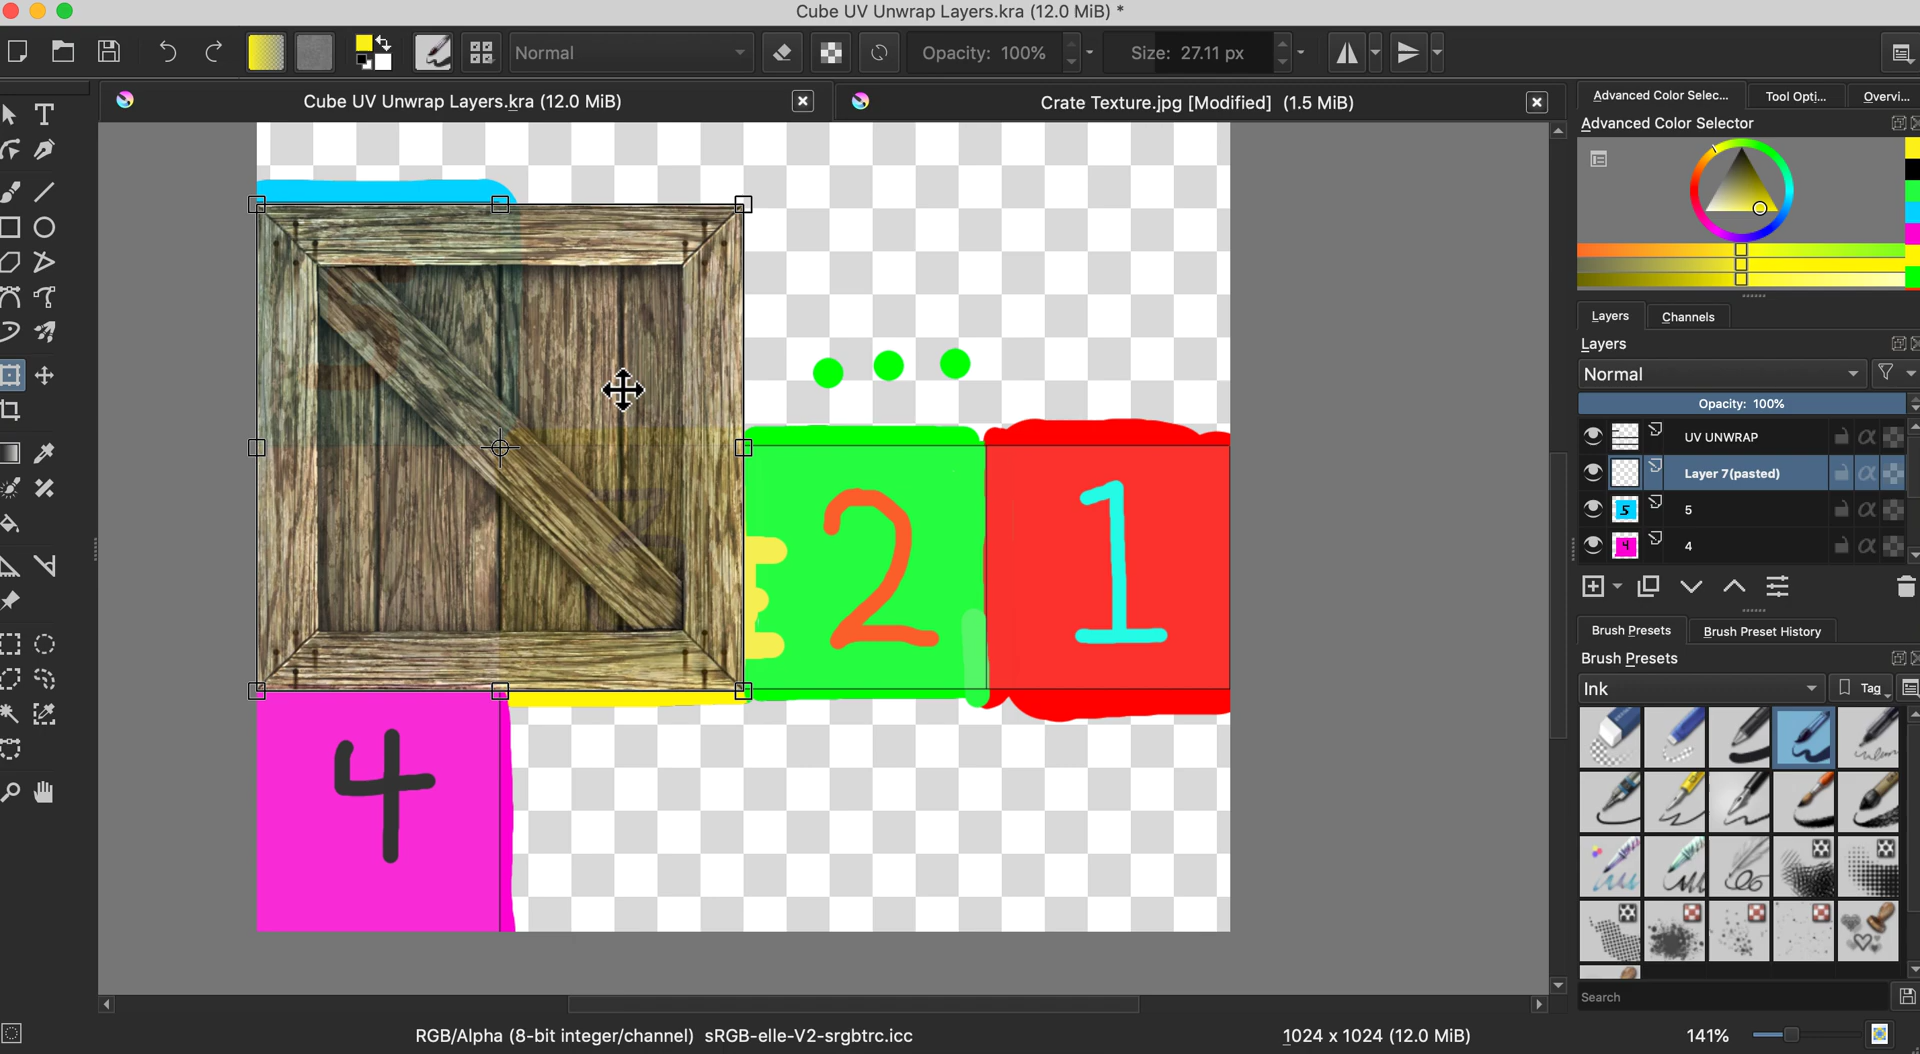 Cube UV Unwrap Layers.kra (12.0 MiB) *
Normal
Opacity: 100%
Size: 27.11 px
Cube UV Unwrap Layers.kra (12.0 MiB)
Crate Texture.jpg [Modified] (1.5 MiB)
Advanced Color Selec...
Tool Opti...
Overvi...
Advanced Color Selector
Layers
Channels
Layers
Normal
Opacity: 100%
UV UNWRAP
Layer 7(pasted)
5
5
4
4
2
1
4
Brush Presets
Brush Preset History
Brush Presets
Ink
Tag
Search
RGB/Alpha (8-bit integer/channel) sRGB-elle-V2-srgbtrc.icc
1024 x 1024 (12.0 MiB)
141%